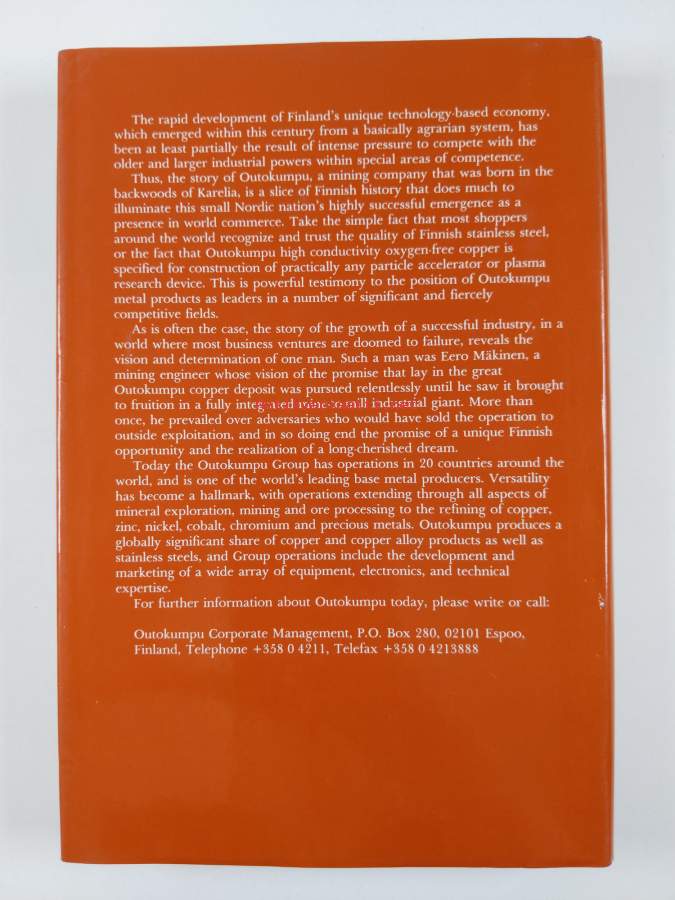 The rapid development of Finland's unique technology-based economy,
which emerged within this century from a basically agrarian system, has
been at least partially the result of intense pressure to compete with the
older and larger industrial powers within special areas of competence.
Thus, the story of Outokumpu, a mining company that was born in the
backwoods of Karelia, is a slice of Finnish history that does much to
illuminate this small Nordic nation's highly successful emergence as a
presence in world commerce. Take the simple fact that most shoppers
around the world recognize and trust the quality of Finnish stainless steel,
or the fact that Outokumpu high conductivity oxygen-free copper is
specified for construction of practically any particle accelerator or plasma
research device. This is powerful testimony to the position of Outokumpu
metal products as leaders in a number of significant and fiercely
competitive fields.
As is often the case, the story of the growth of a successful industry, in a
world where most business ventures are doomed to failure, reveals the
vision and determination of one man. Such a man was Eero Mäkinen, a
mining engineer whose vision of the promise that lay in the great
Outokumpu copper deposit was pursued relentlessly until he saw it brought
to fruition in a fully integrated mine-to-mill industrial giant. More than
once, he prevailed over adversaries who would have sold the operation to
outside exploitation, and in so doing end the promise of a unique Finnish
opportunity and the realization of a long-cherished dream.
Today the Outokumpu Group has operations in 20 countries around the
world, and is one of the world's leading base metal producers. Versatility
has become a hallmark, with operations extending through all aspects of
mineral exploration, mining and ore processing to the refining of copper,
zinc, nickel, cobalt, chromium and precious metals. Outokumpu produces a
globally significant share of copper and copper alloy products as well as
stainless steels, and Group operations include the development and
marketing of a wide array of equipment, electronics, and technical
expertise.
For further information about Outokumpu today, please write or call:
Outokumpu Corporate Management, P.O. Box 280, 02101 Espoo,
Finland, Telephone +358 0 4211, Telefax +358 0 4213888